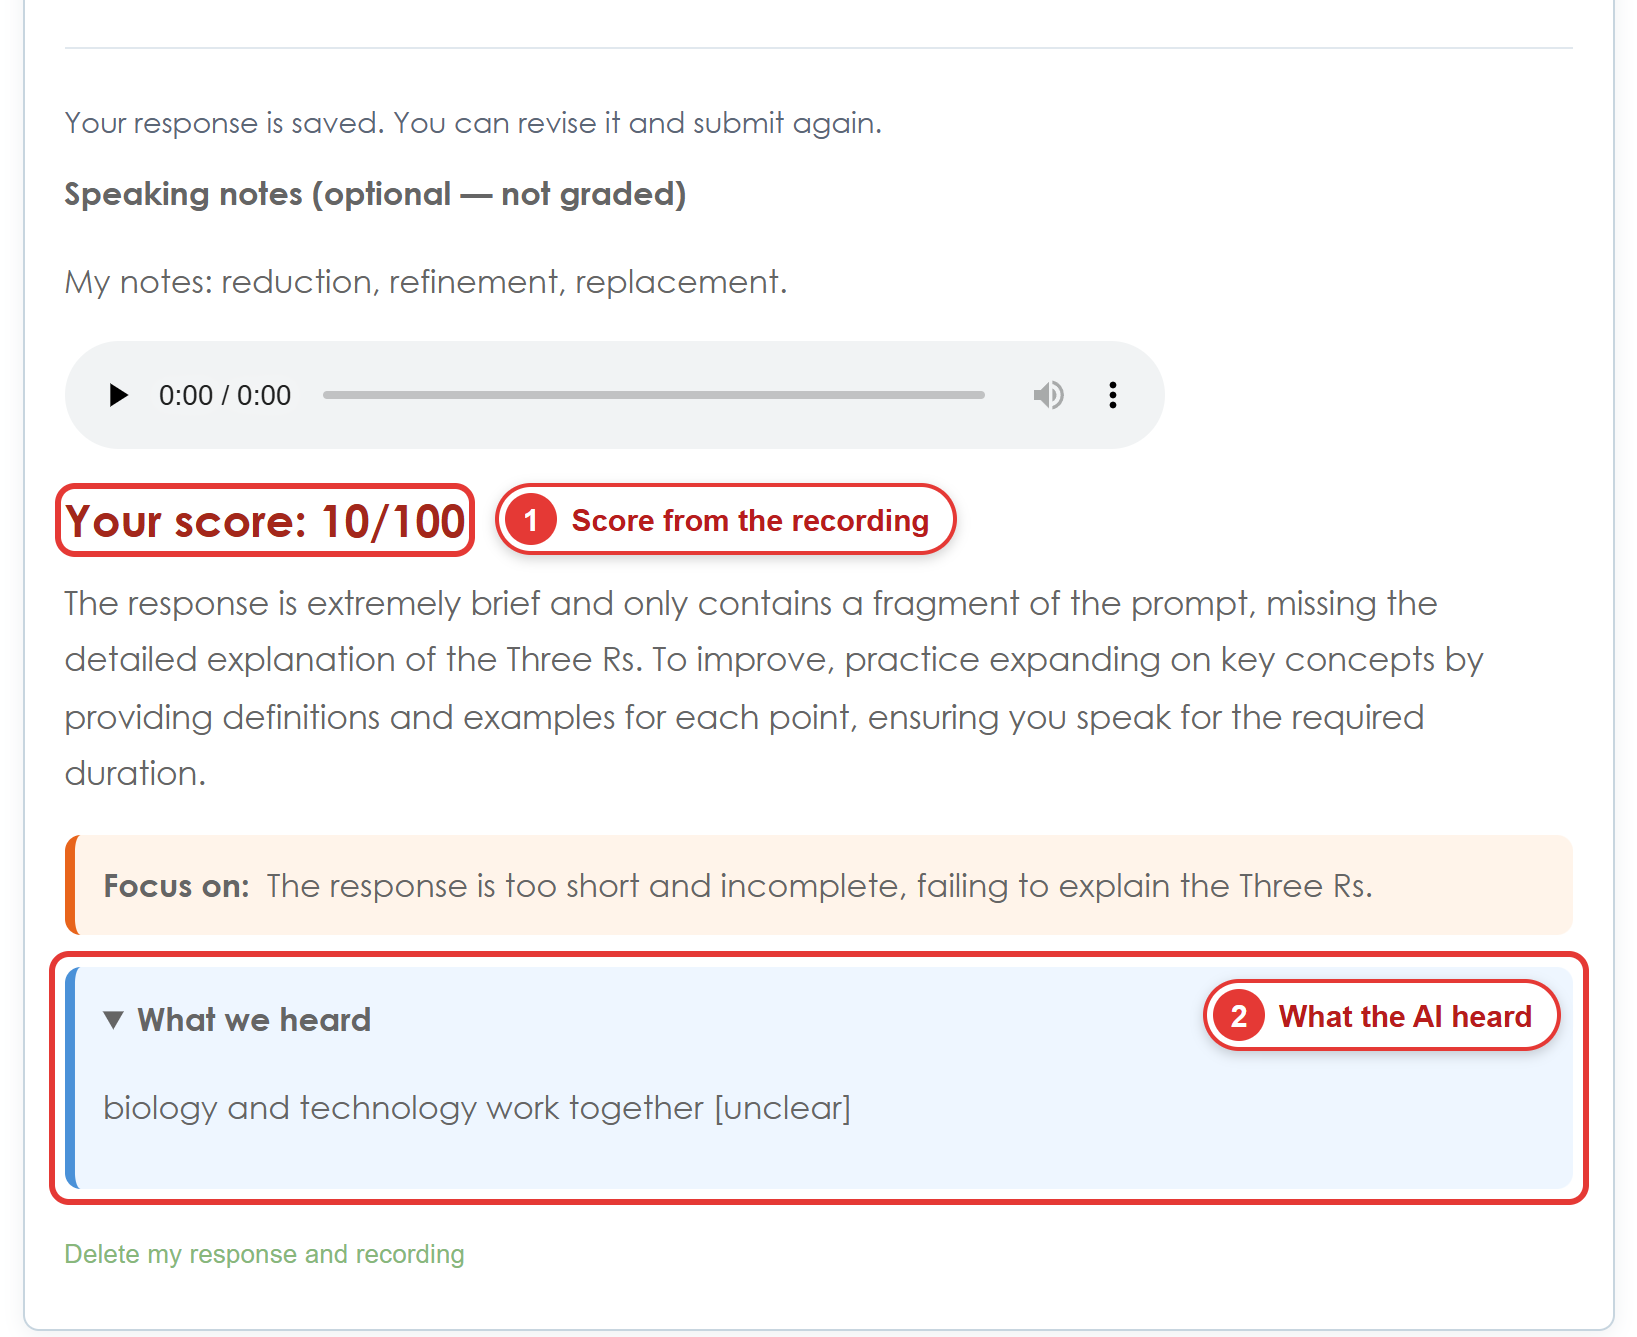 Your response is saved. You can revise it and submit again.
Speaking notes (optional — not graded)
My notes: reduction, refinement, replacement.
0:00 / 0:00
Your score: 10/100
1 Score from the recording
The response is extremely brief and only contains a fragment of the prompt, missing the
detailed explanation of the Three Rs. To improve, practice expanding on key concepts by
providing definitions and examples for each point, ensuring you speak for the required
duration.
Focus on: The response is too short and incomplete, failing to explain the Three Rs.
What we heard
2 What the AI heard
biology and technology work together [unclear]
Delete my response and recording